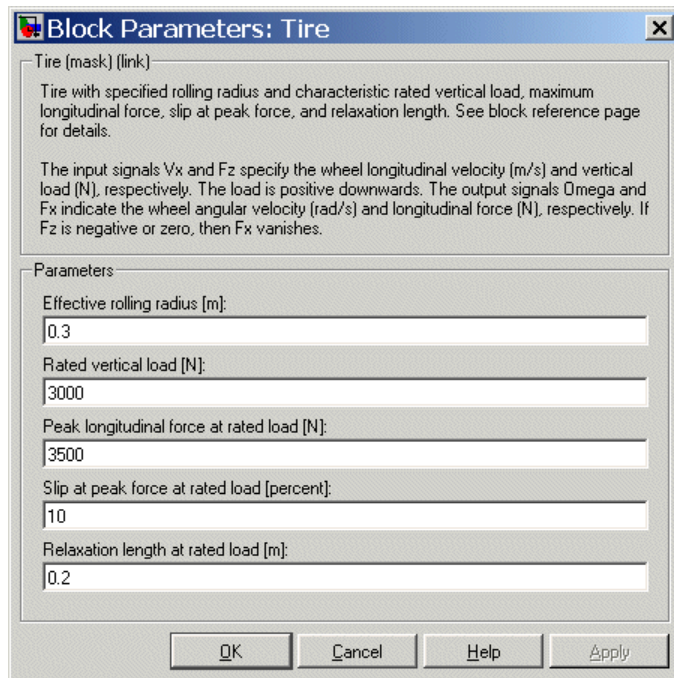 Block Parameters: Tire
Tire (mask) (link)
Tire with specified rolling radius and characteristic rated vertical load, maximum
longitudinal force, slip at peak force, and relaxation length. See block reference page
for details.
The input signals Vx and Fz specify the wheel longitudinal velocity (m/s) and vertical
load (N), respectively. The load is positive downwards. The output signals Omega and
Fx indicate the wheel angular velocity (rad/s) and longitudinal force (N), respectively. If
Fz is negative or zero, then Fx vanishes.
Parameters
Effective rolling radius [m]:
0.3
Rated vertical load [N]:
3000
Peak longitudinal force at rated load [N]:
3500
Slip at peak force at rated load [percent]:
10
Relaxation length at rated load [m]:
0.2
OK Cancel Help Apply